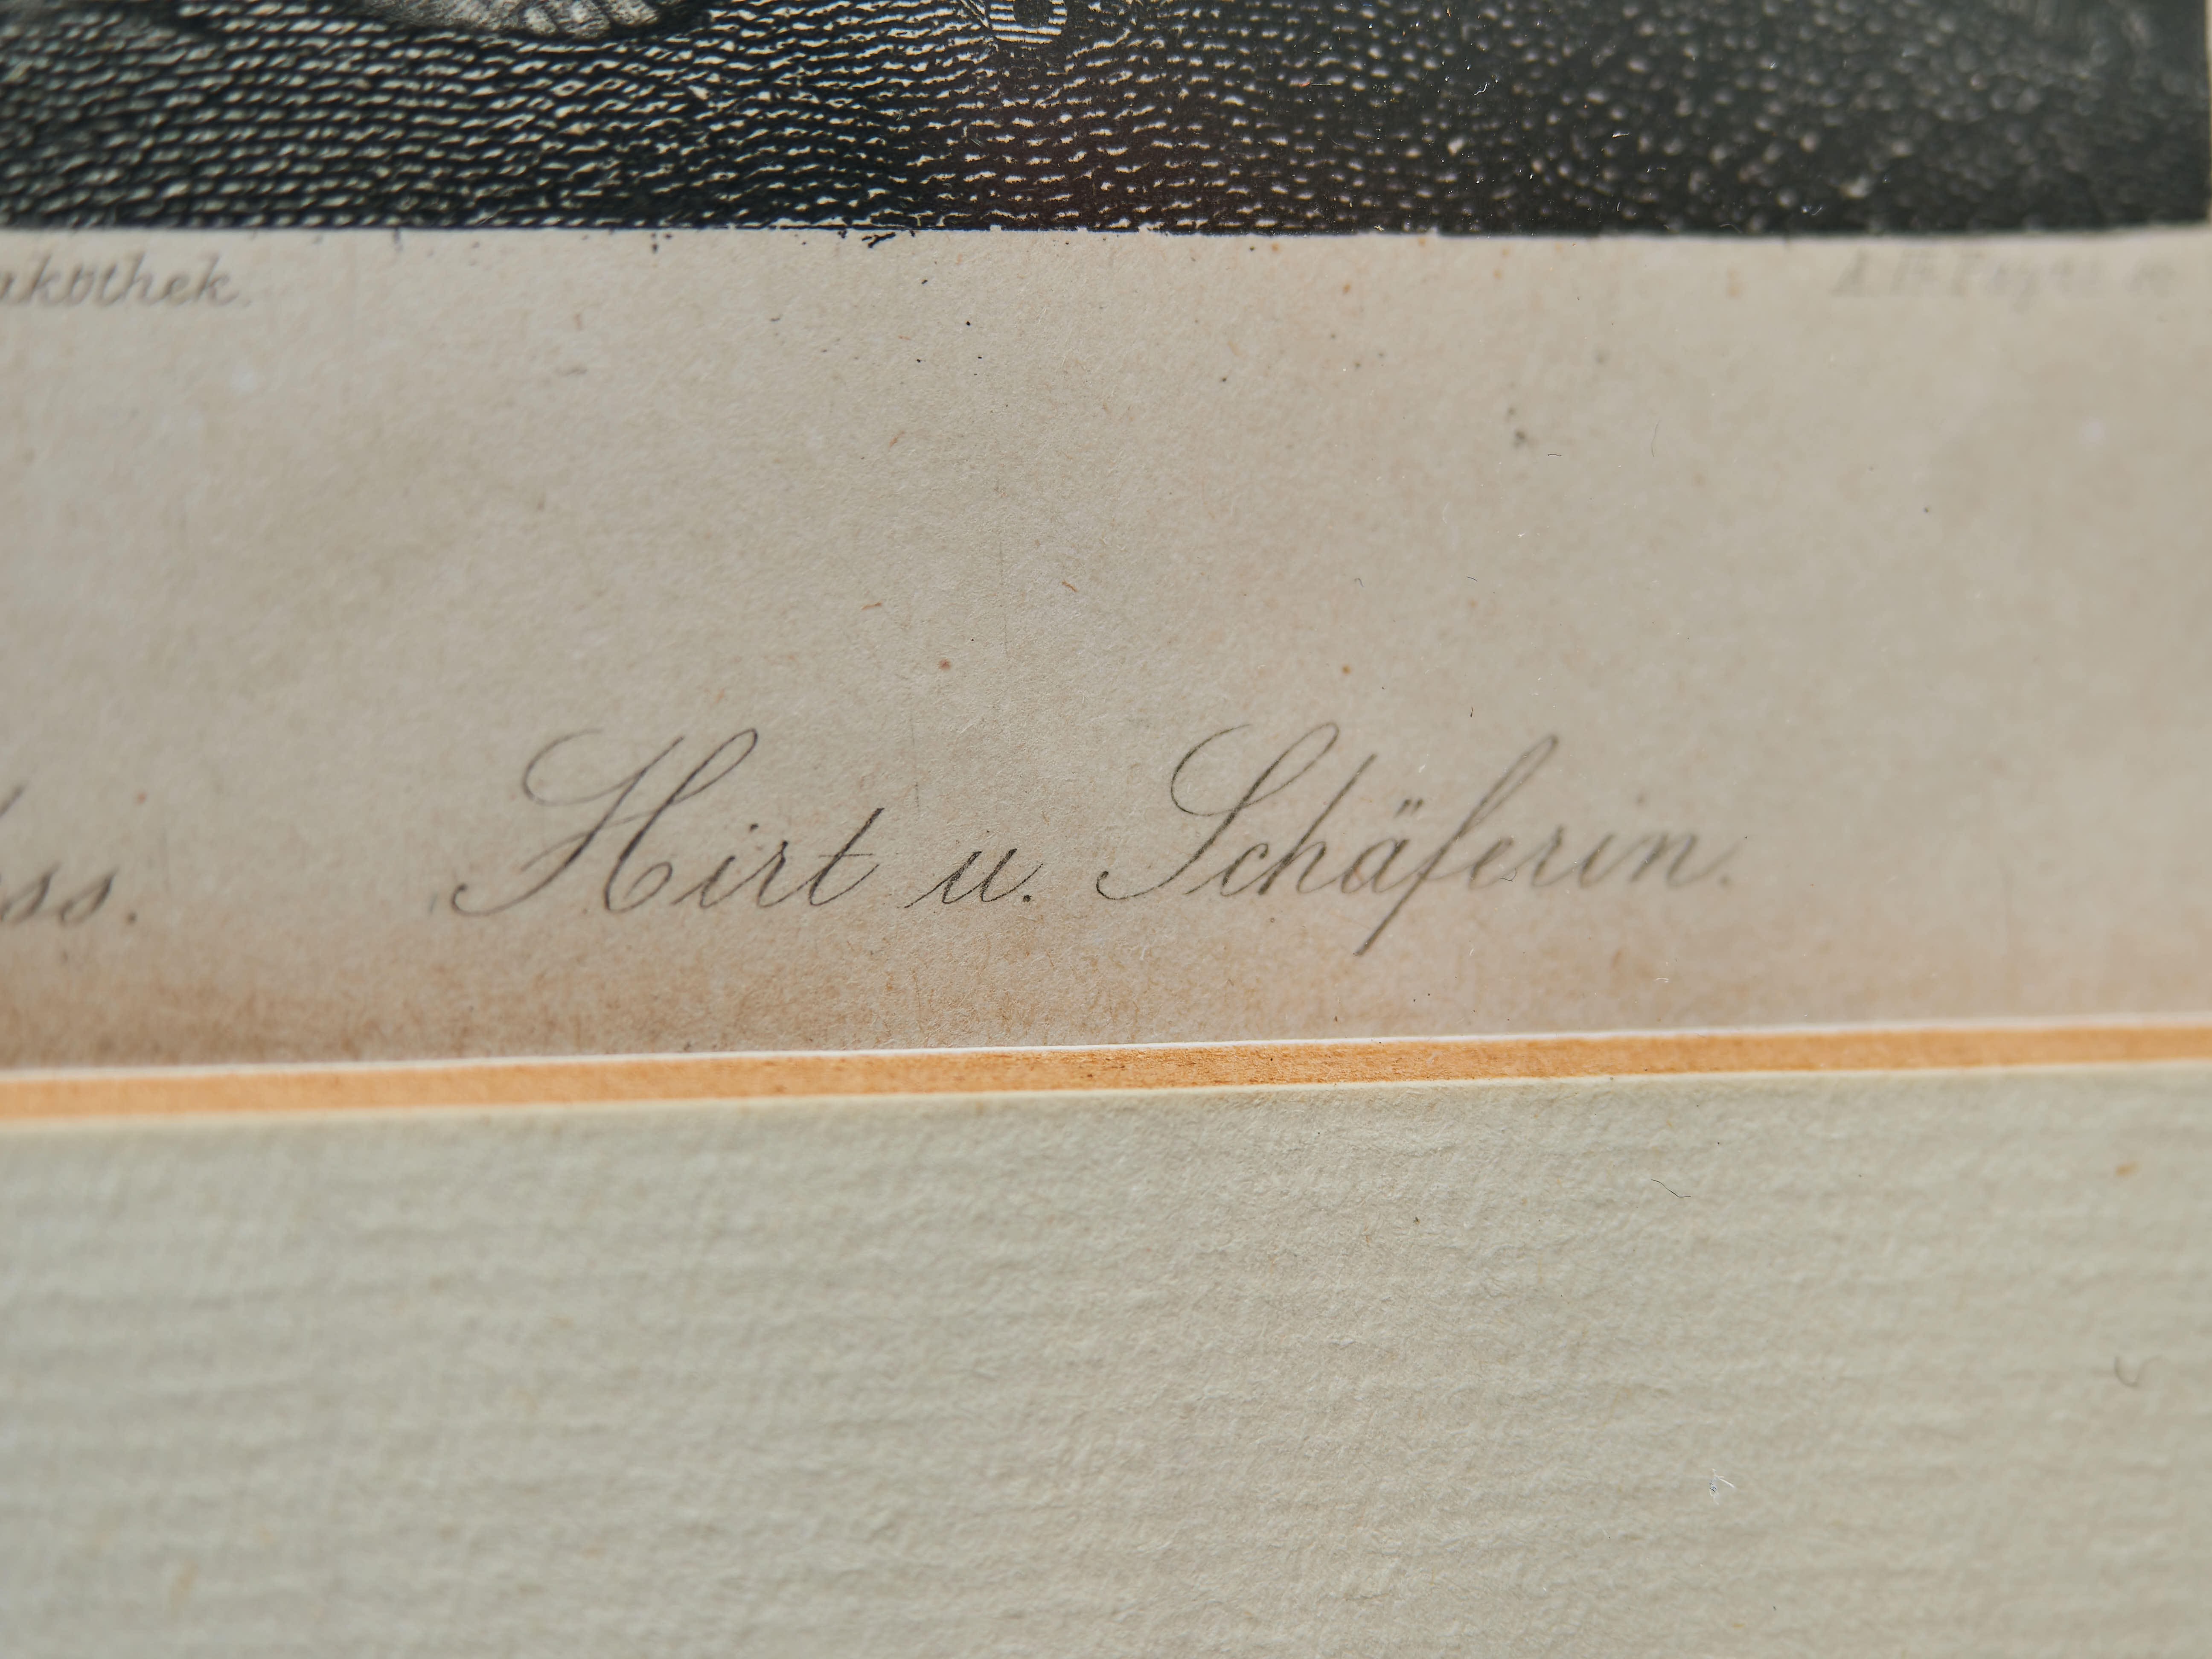 akothek.
ss. Hirt u. Schäferin.